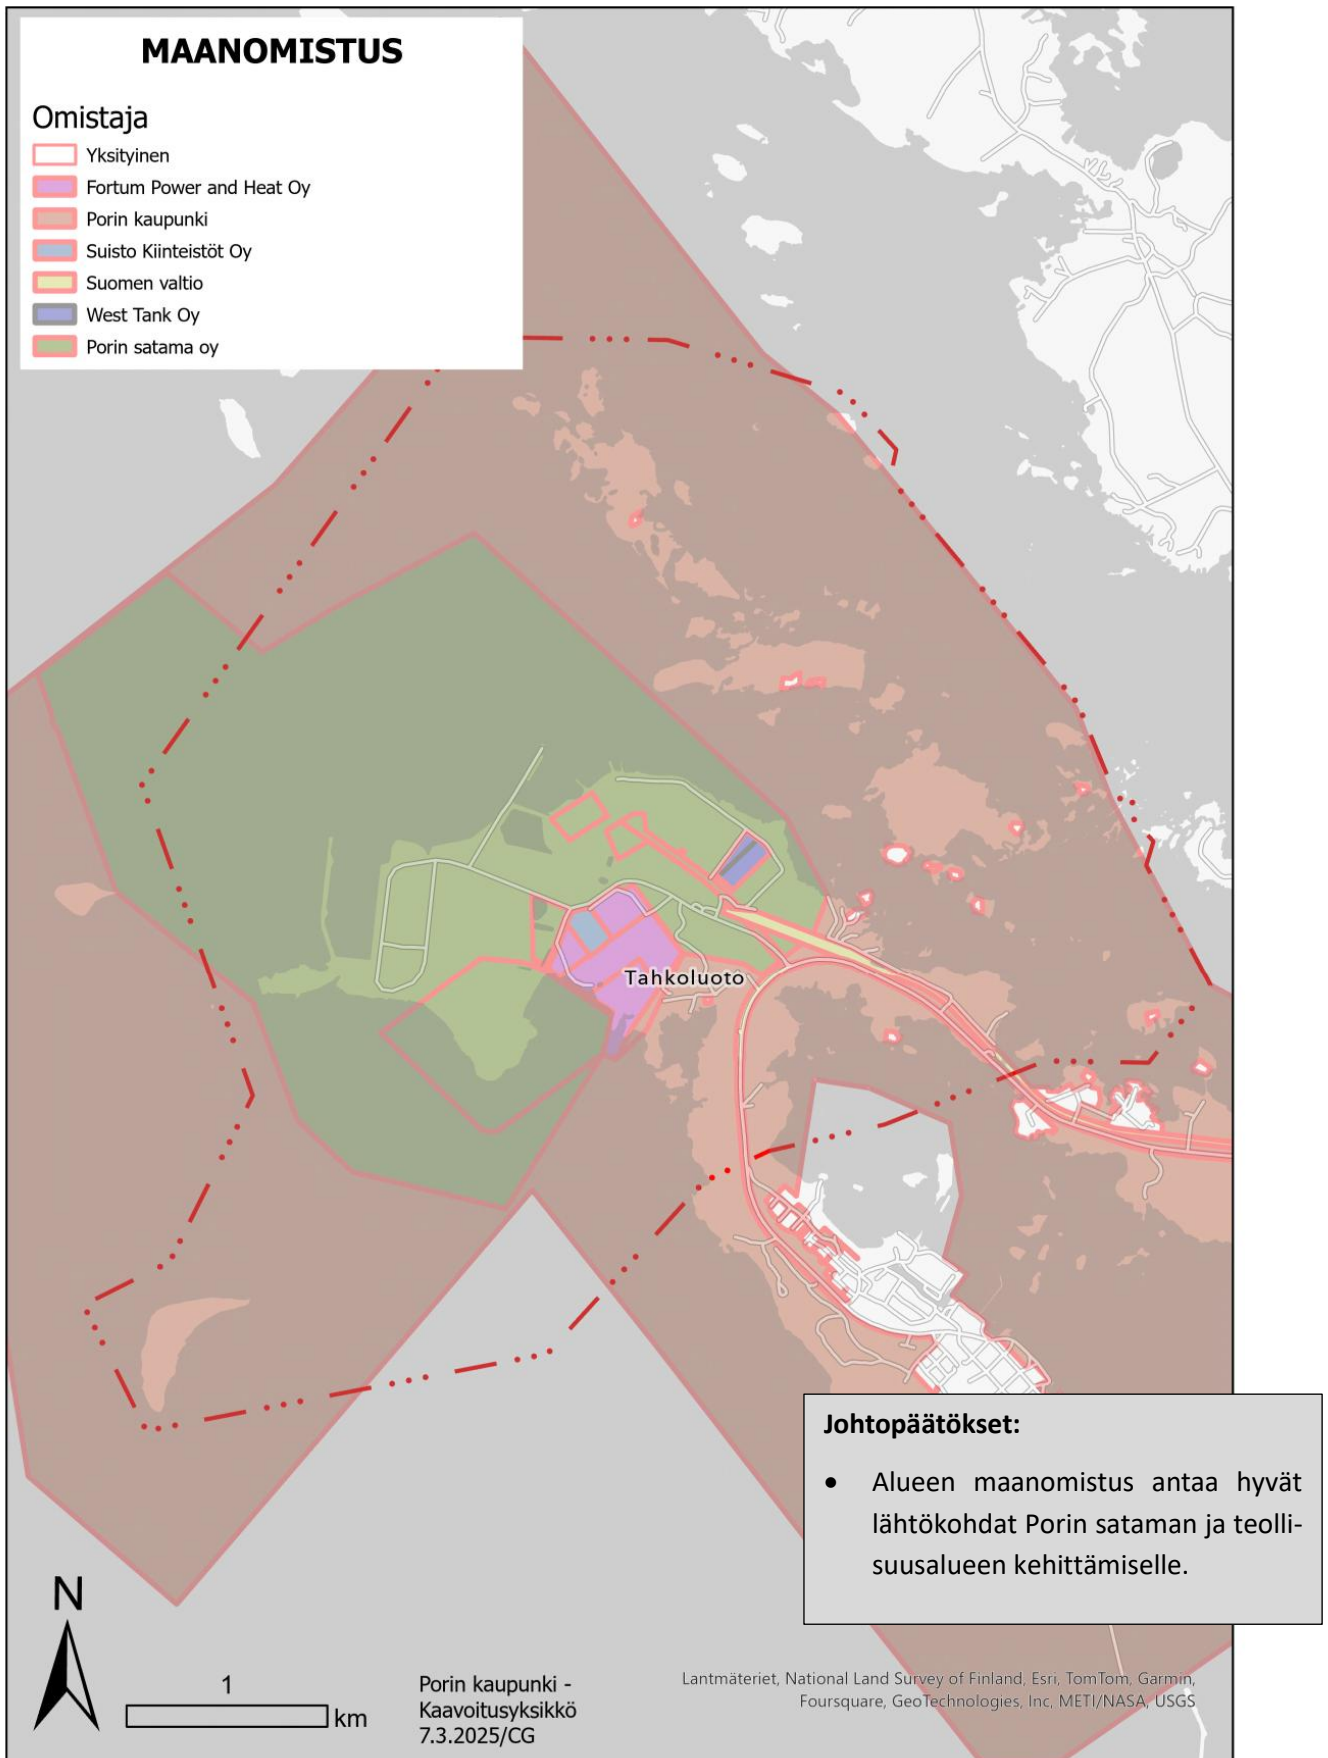 MAANOMISTUS
Omistaja
Yksityinen
Fortum Power and Heat Oy
Porin kaupunki
Suisto Kiinteistöt Oy
Suomen valtio
West Tank Oy
Porin satama oy
Tahkoluoto
Johtopäätökset:
• Alueen maanomistus antaa hyvät
lähtökohdat Porin sataman ja teolli-
suusalueen kehittämiselle.
N
1
km
Porin kaupunki -
Kaavoitusyksikkö
7.3.2025/CG
Lantmäteriet, National Land Survey of Finland, Esri, TomTom, Garmin,
Foursquare, GeoTechnologies, Inc, METI/NASA, USGS